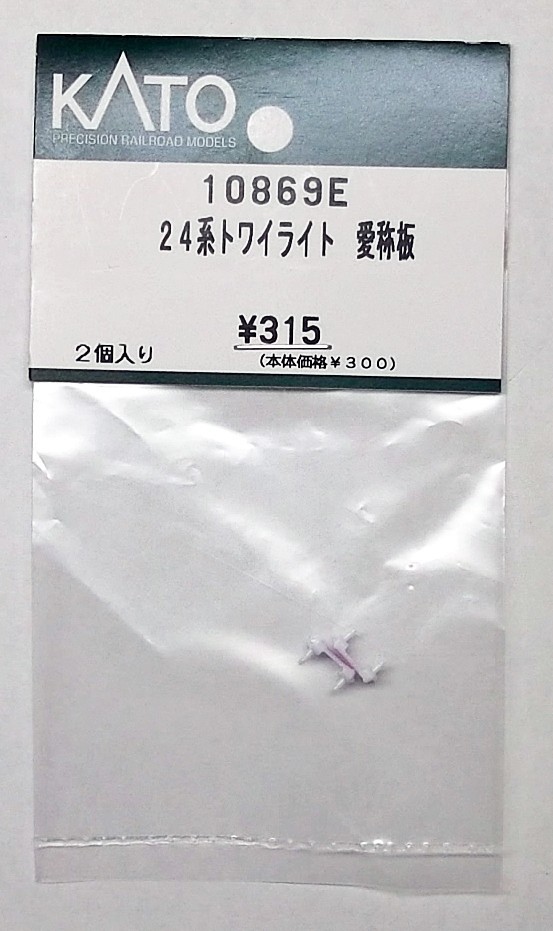 KATO
PRECISION RAILROAD MODELS
10869E
24系トワイライト 愛称板
¥315
2個入り
(本体価格¥300)